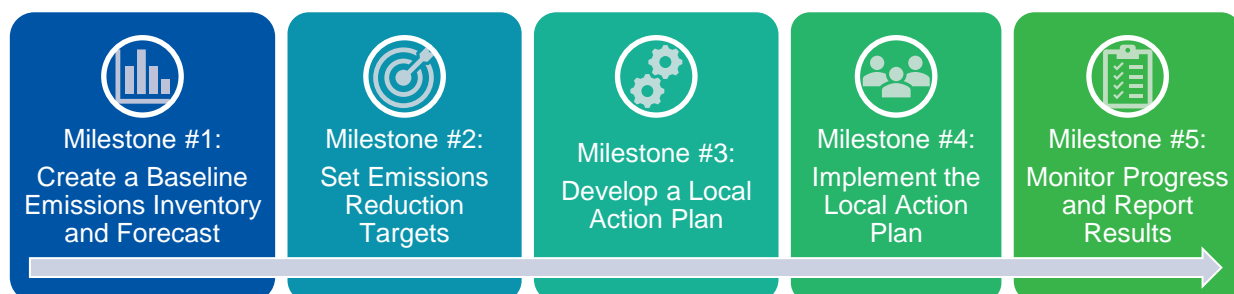 Milestone #1:
Create a Baseline
Emissions Inventory
and Forecast
Milestone #2:
Set Emissions
Reduction
Targets
Milestone #3:
Develop a Local
Action Plan
Milestone #4:
Implement the
Local Action
Plan
Milestone #5:
Monitor Progress
and Report
Results